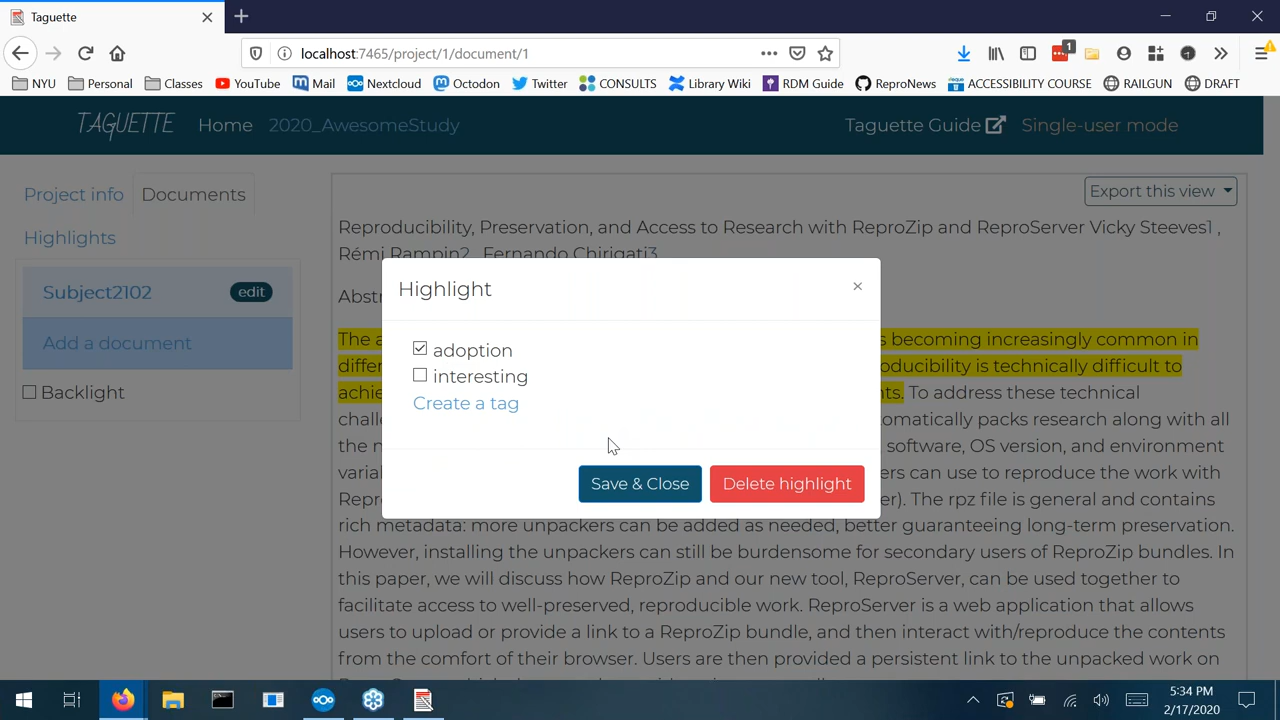 Taguette
localhost:7465/project/1/document/1
1
NYU Personal Classes YouTube Mail Nextcloud Octodon Twitter CONSULTS Library Wiki RDM Guide ReproNews ACCESSIBILITY COURSE RAILGUN DRAFT
TAGUETTE Home 2020_AwesomeStudy Taguette Guide Single-user mode
Project info Documents
Highlights
Subject2102 edit
Add a document
Backlight
Export this view
Reproducibility, Preservation, and Access to Research with ReproZip and ReproServer Vicky Steeves1 ,
Rémi Rampin2 , Fernando Chirigati3
Abst
The a s becoming increasingly common in
differ oducibility is technically difficult to
achie ts. To address these technical
challe omatically packs research along with all
the n software, OS version, and environment
variab ers can use to reproduce the work with
Repr er). The rpz file is general and contains
rich metadata: more unpackers can be added as needed, better guaranteeing long-term preservation.
However, installing the unpackers can still be burdensome for secondary users of ReproZip bundles. In
this paper, we will discuss how ReproZip and our new tool, ReproServer, can be used together to
facilitate access to well-preserved, reproducible work. ReproServer is a web application that allows
users to upload or provide a link to a ReproZip bundle, and then interact with/reproduce the contents
from the comfort of their browser. Users are then provided a persistent link to the unpacked work on
Highlight ×
adoption
interesting
Create a tag
Save & Close Delete highlight
5:34 PM
2/17/2020